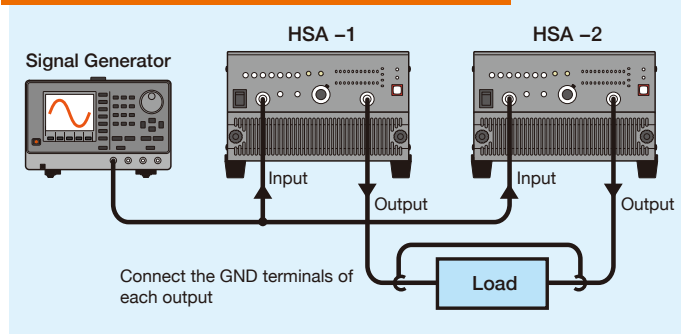 HSA –1
HSA –2
Signal Generator
Input
Output
Input
Output
Connect the GND terminals of
each output
Load